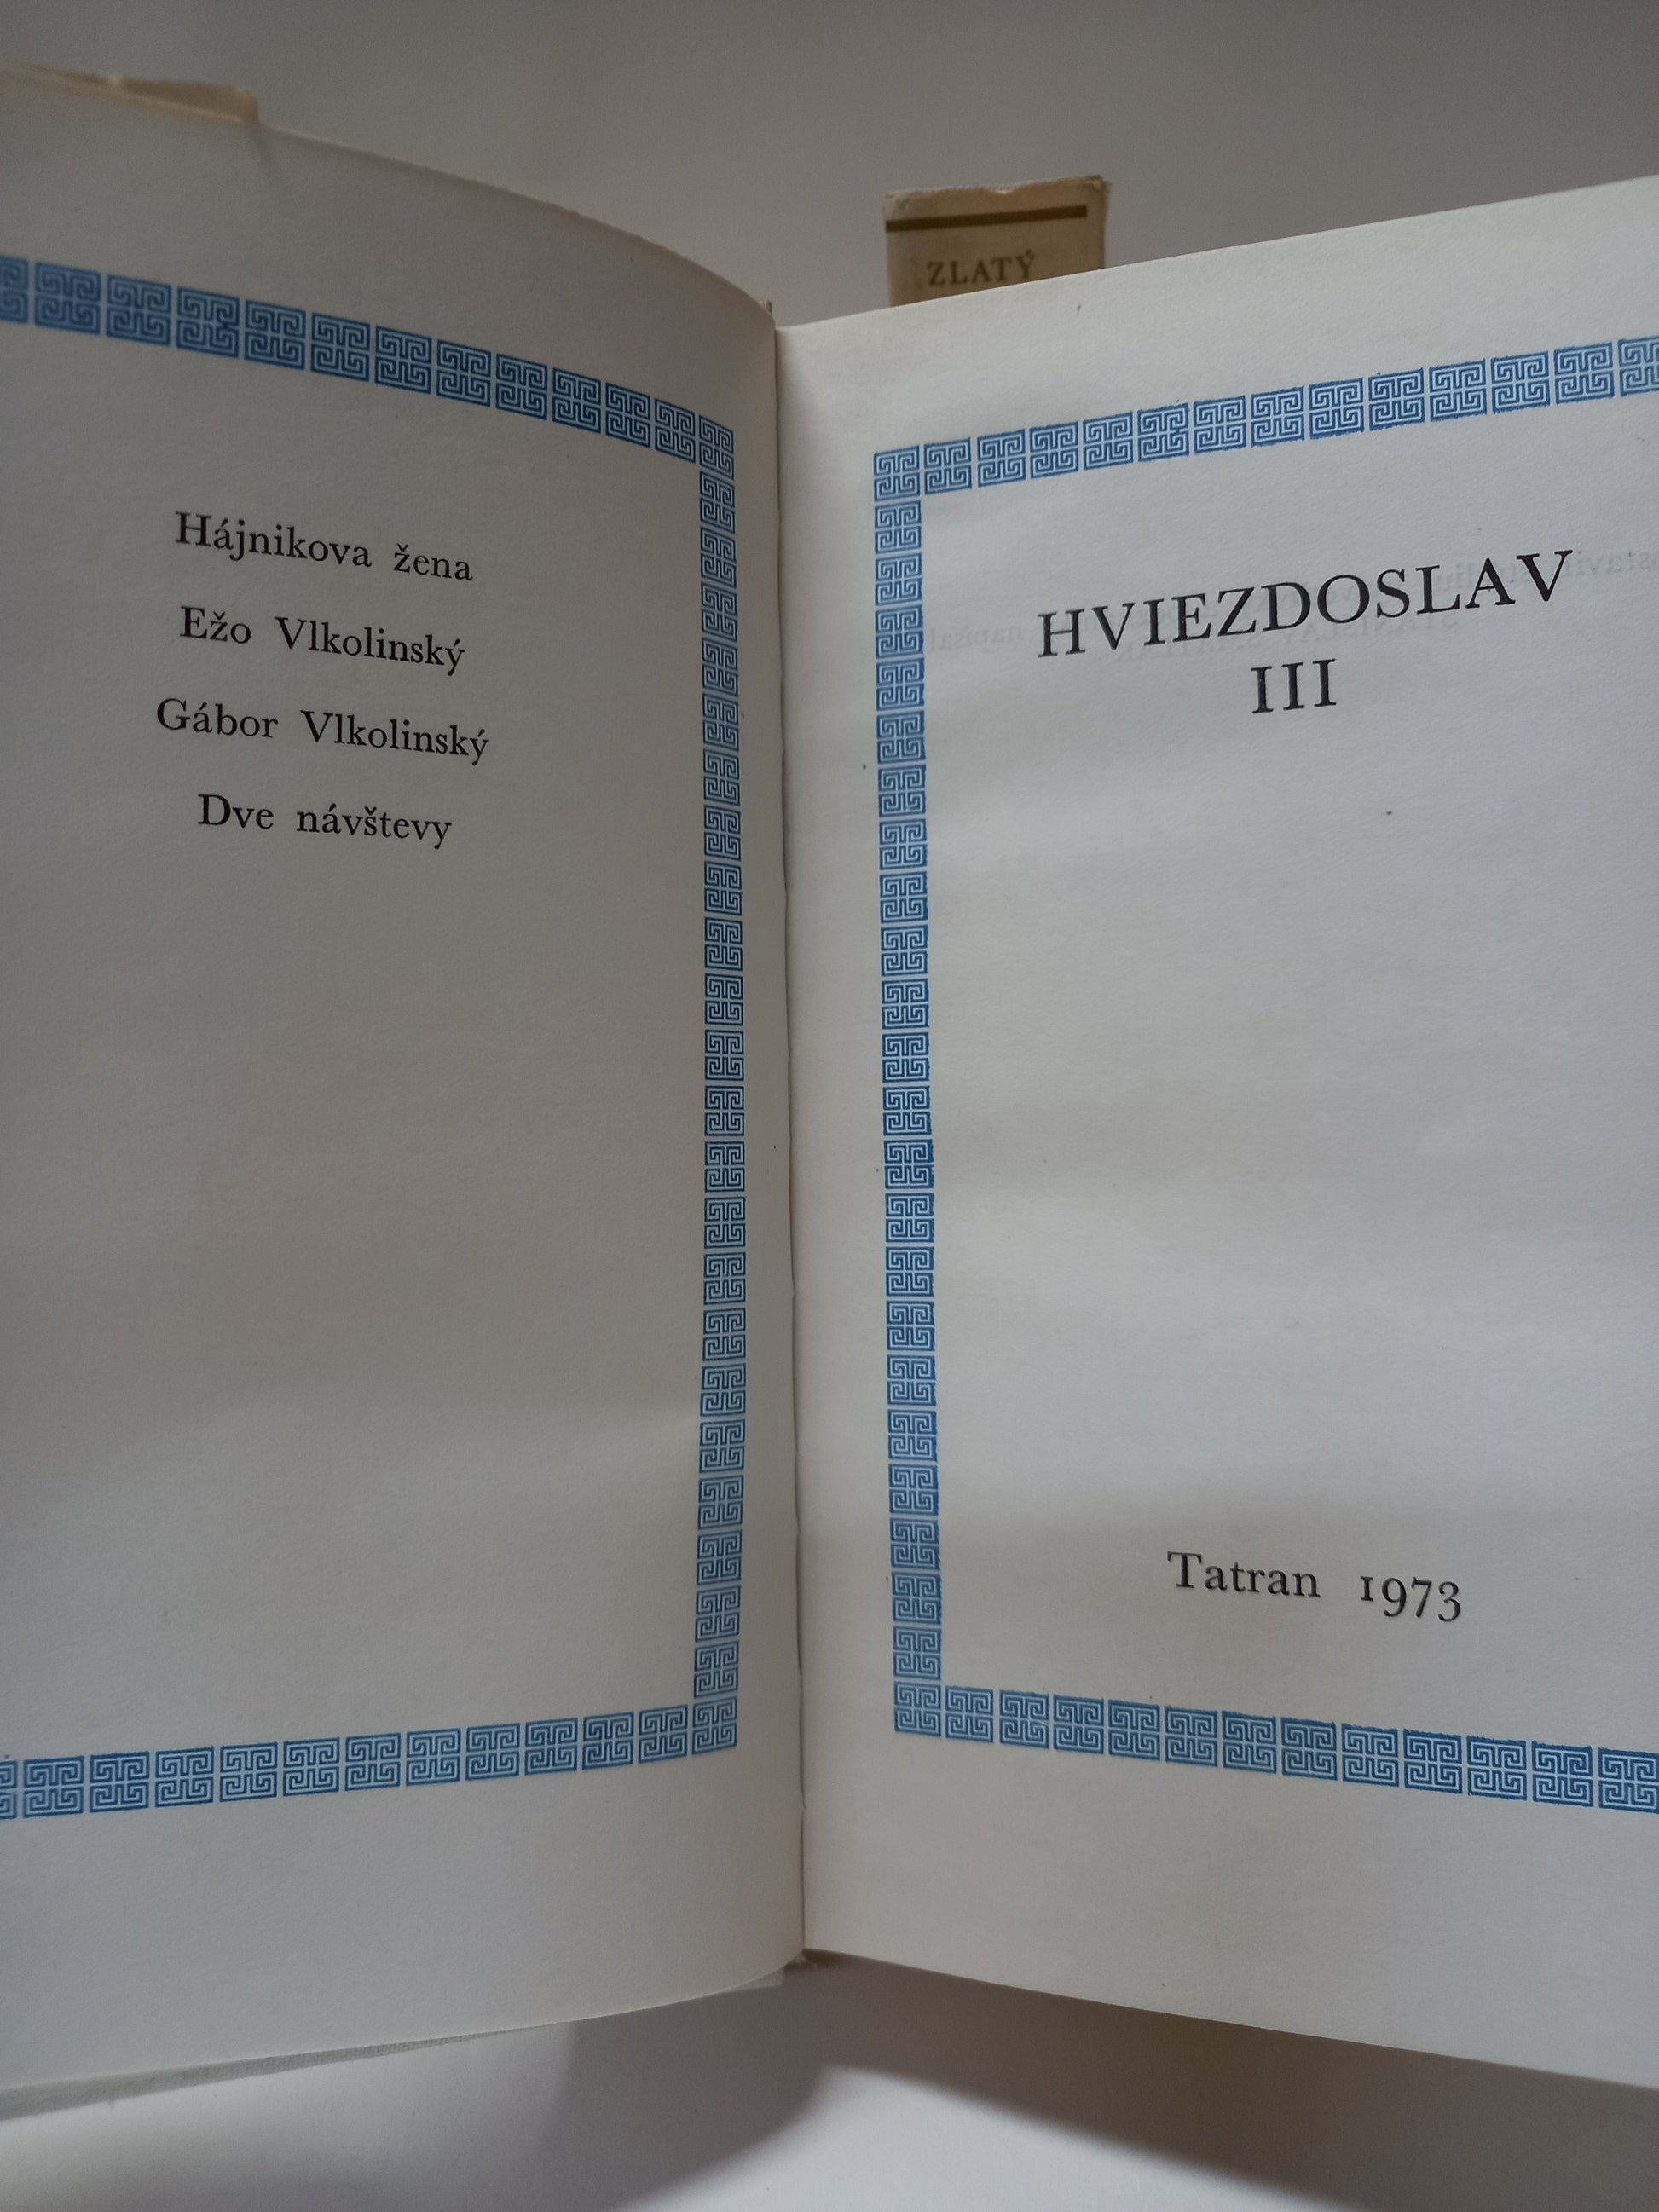 ZLATÝ
Hájnikova žena
Ežo Vlkolinský
Gábor Vlkolinský
Dve návštevy
HVIEZDOSLAV
III
Tatran 1973